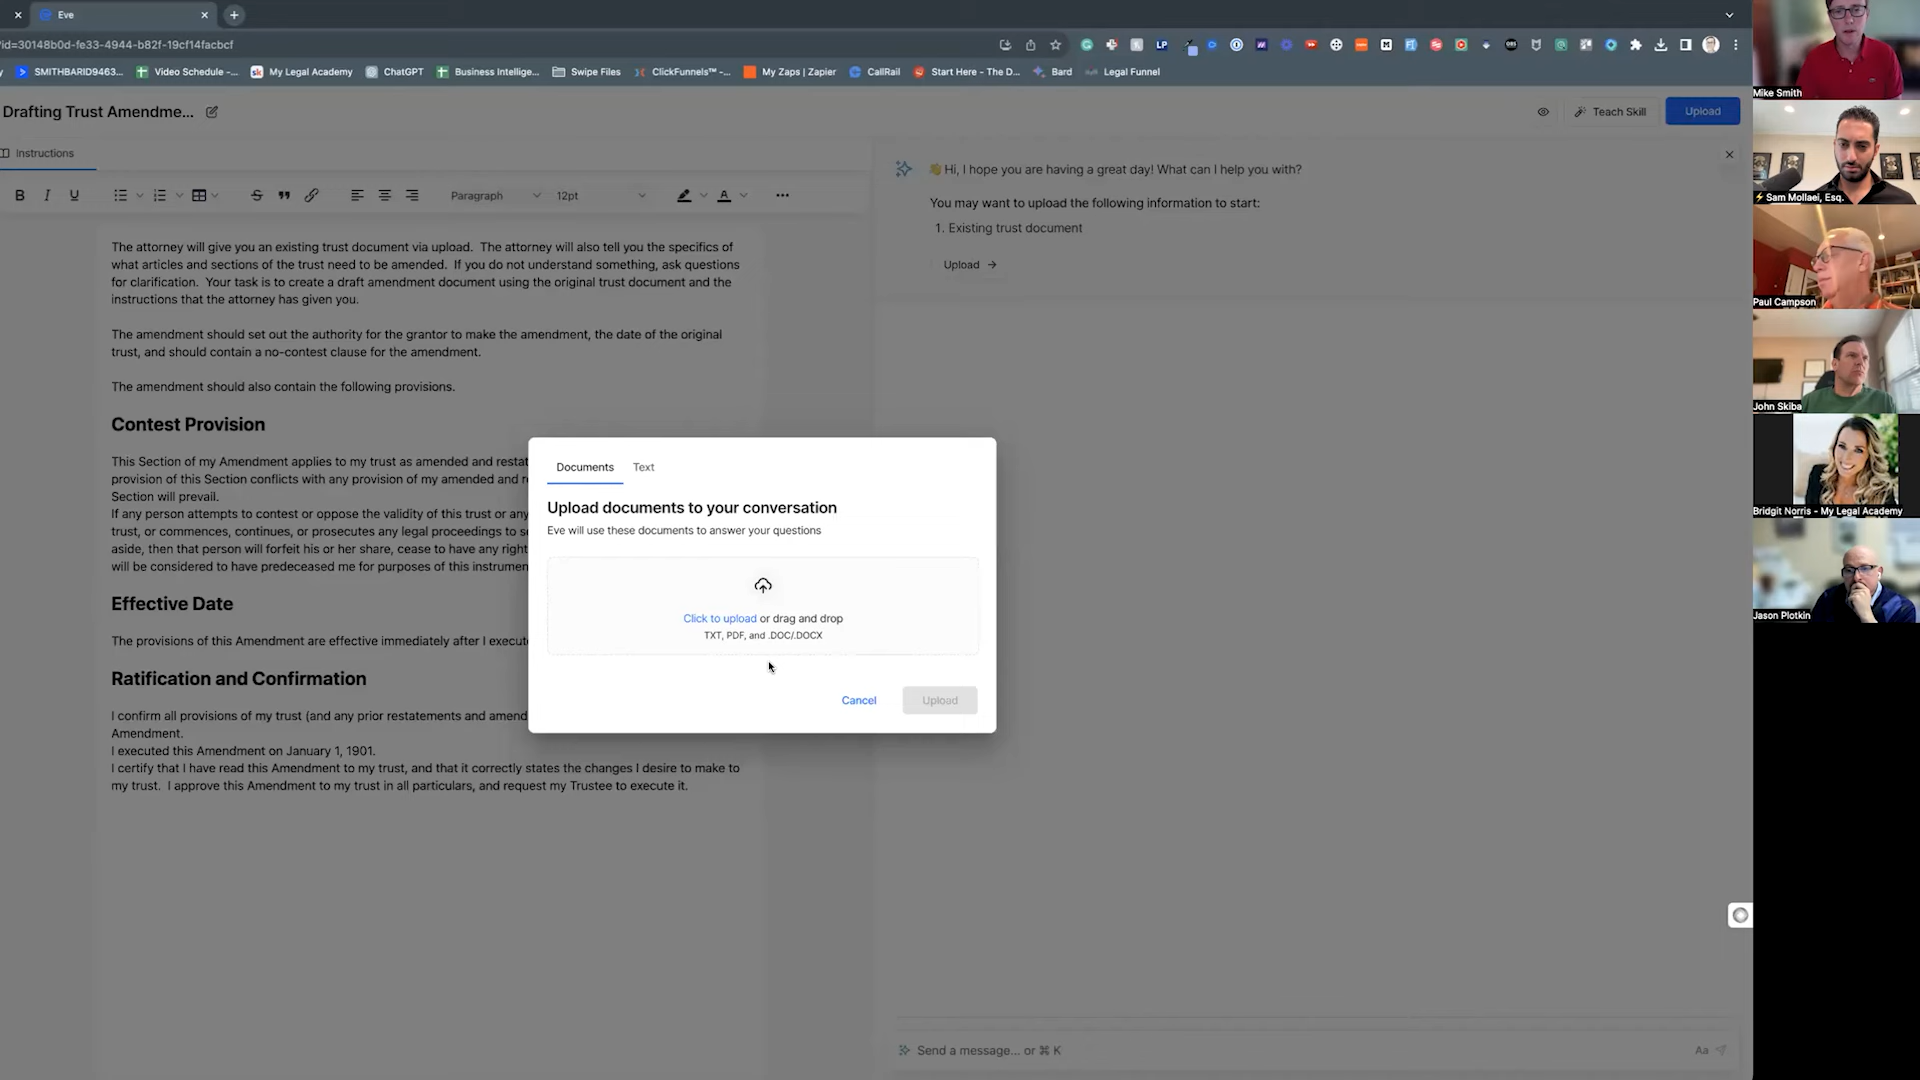 Eve
?id=30148b0d-fe33-4944-b82f-19cf14facbcf
SMITHBARID9463...
Video Schedule -...
sk My Legal Academy
ChatGPT
Business Intellige...
Swipe Files
ClickFunnels™ -...
My Zaps | Zapier
CallRail
Start Here - The D...
Bard
Legal Funnel
Drafting Trust Amendme...
Teach Skill
Upload
Instructions
B I U
Paragraph
12pt
The attorney will give you an existing trust document via upload. The attorney will also tell you the specifics of
what articles and sections of the trust need to be amended. If you do not understand something, ask questions
for clarification. Your task is to create a draft amendment document using the original trust document and the
instructions that the attorney has given you.
The amendment should set out the authority for the grantor to make the amendment, the date of the original
trust, and should contain a no-contest clause for the amendment.
The amendment should also contain the following provisions.
Contest Provision
This Section of my Amendment applies to my trust as amended and restat
provision of this Section conflicts with any provision of my amended and re
Section will prevail.
If any person attempts to contest or oppose the validity of this trust or any
trust, or commences, continues, or prosecutes any legal proceedings to se
aside, then that person will forfeit his or her share, cease to have any right
will be considered to have predeceased me for purposes of this instrumen
Effective Date
The provisions of this Amendment are effective immediately after I execute
Ratification and Confirmation
I confirm all provisions of my trust (and any prior restatements and amend
Amendment.
I executed this Amendment on January 1, 1901.
I certify that I have read this Amendment to my trust, and that it correctly states the changes I desire to make to
my trust. I approve this Amendment to my trust in all particulars, and request my Trustee to execute it.
👋Hi, I hope you are having a great day! What can I help you with?
You may want to upload the following information to start:
1. Existing trust document
Upload →
Documents
Text
Upload documents to your conversation
Eve will use these documents to answer your questions
Click to upload or drag and drop
TXT, PDF, and .DOC/.DOCX
Cancel
Upload
Send a message... or ⌘ K
Aa
Mike Smith
⚡ Sam Mollaei, Esq.
Paul Campson
John Skiba
Bridgit Norris - My Legal Academy
Jason Plotkin